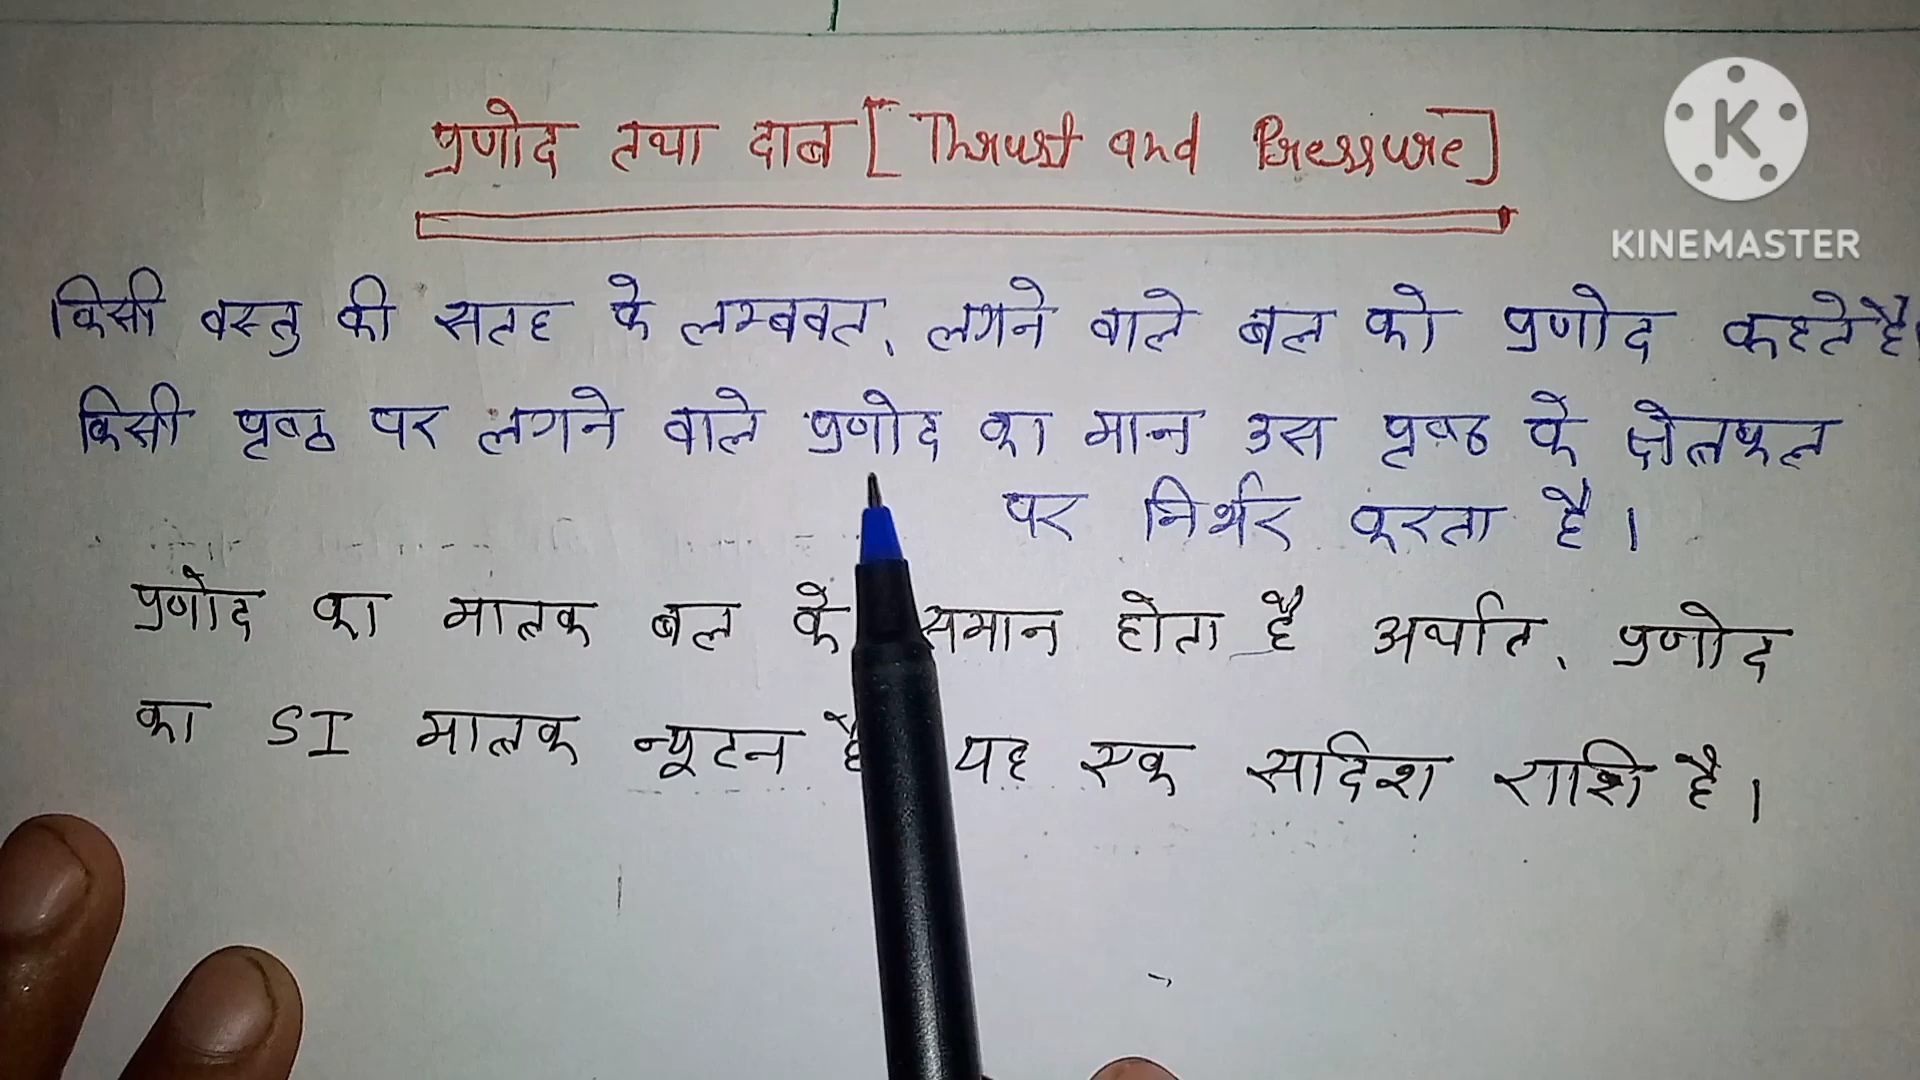 प्रणोद तथा दाब [Thrust and Pressure]
K
KINEMASTER
किसी वस्तु की सतह के लम्बवत् लगने वाले बल को प्रणोद कहते है।
किसी पृष्ठ पर लगने वाले प्रणोद का मान उस पृष्ठ के क्षेत्रफल
पर निर्भर करता है।
प्रणोद का मात्रक बल के समान होता है अर्थात् प्रणोद
का SI मात्रक न्यूटन है यह एक सदिश राशि है।